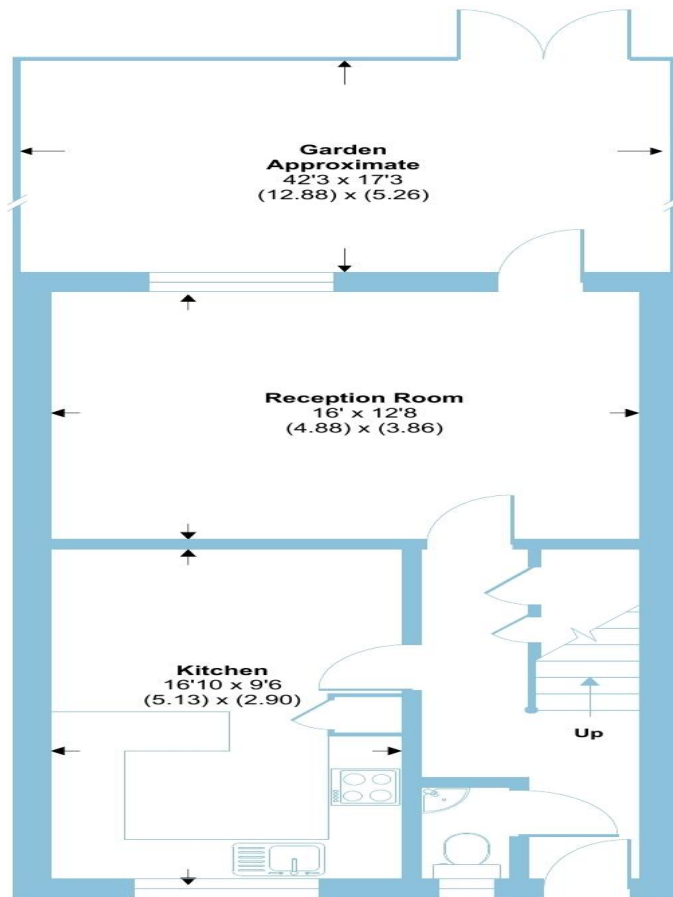 Garden
Approximate
42'3 x 17'3
(12.88) x (5.26)
Reception Room
16' x 12'8
(4.88) x (3.86)
Kitchen
16'10 x 9'6
(5.13) x (2.90)
Up